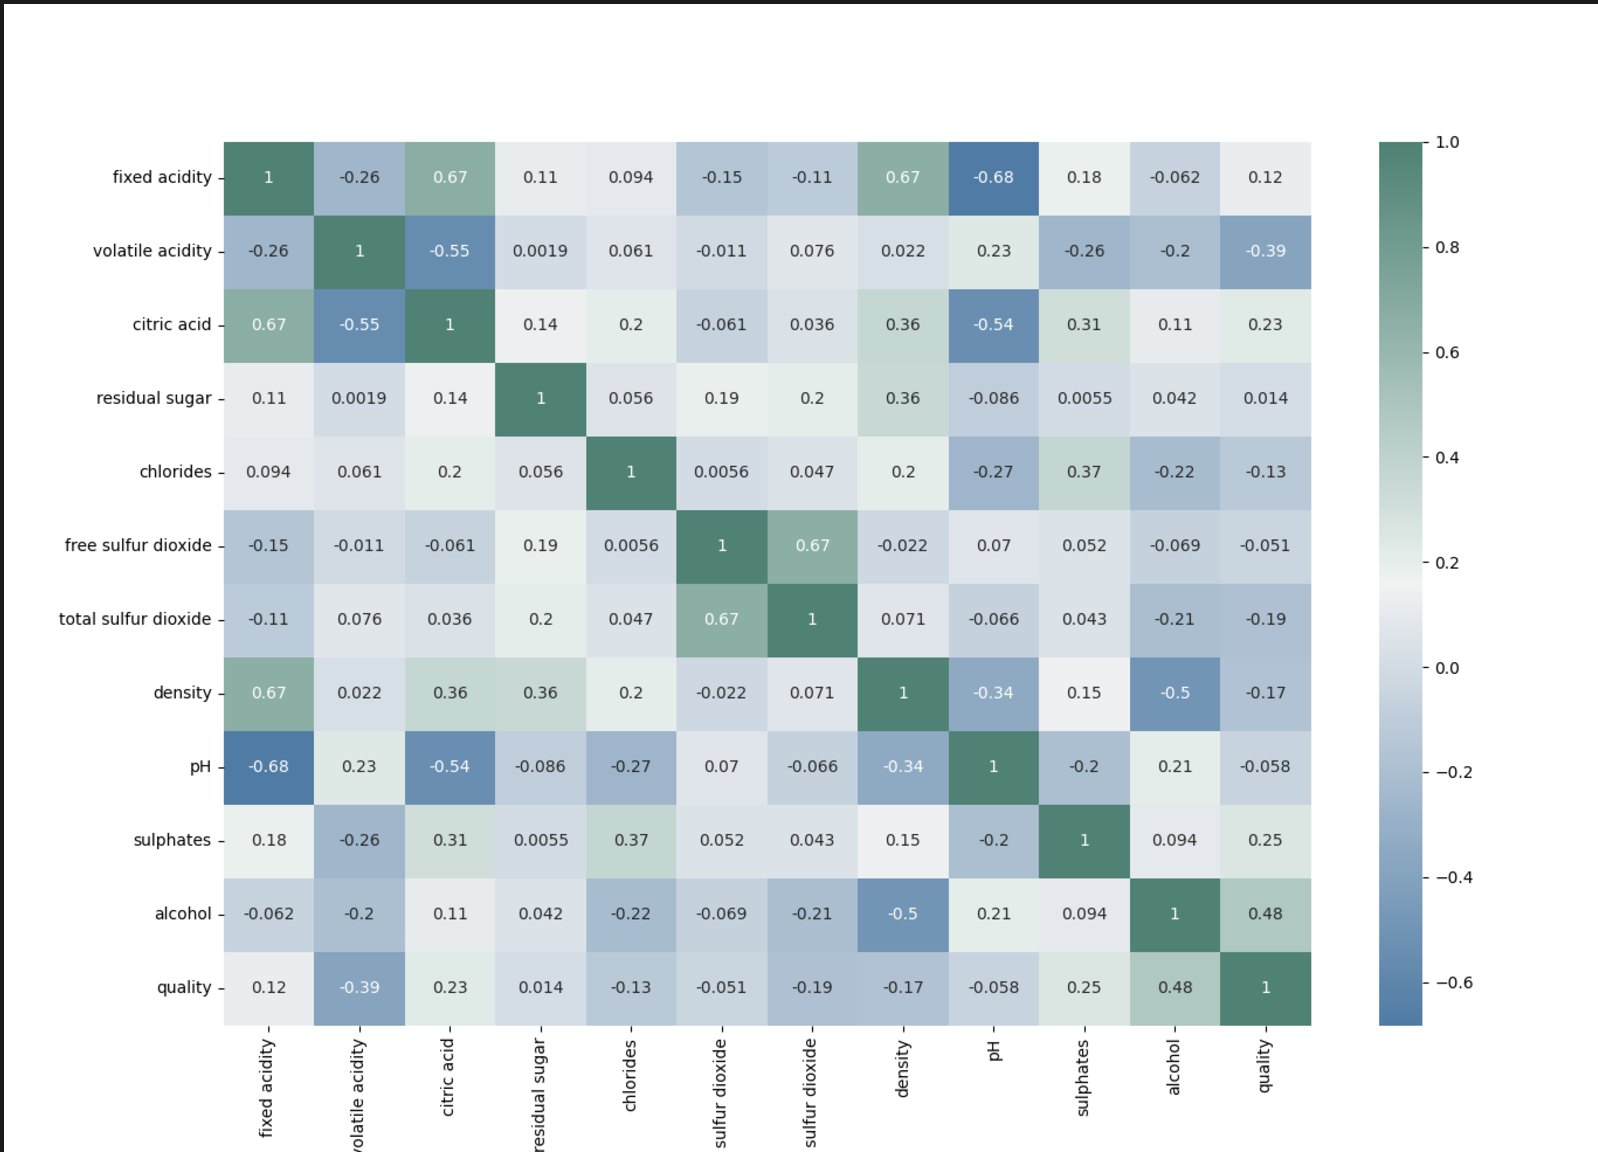 fixed acidity 1 -0.26 0.67 0.11 0.094 -0.15 -0.11 0.67 -0.68 0.18 -0.062 0.12
volatile acidity -0.26 1 -0.55 0.0019 0.061 -0.011 0.076 0.022 0.23 -0.26 -0.2 -0.39
citric acid 0.67 -0.55 1 0.14 0.2 -0.061 0.036 0.36 -0.54 0.31 0.11 0.23
residual sugar 0.11 0.0019 0.14 1 0.056 0.19 0.2 0.36 -0.086 0.0055 0.042 0.014
chlorides 0.094 0.061 0.2 0.056 1 0.0056 0.047 0.2 -0.27 0.37 -0.22 -0.13
free sulfur dioxide -0.15 -0.011 -0.061 0.19 0.0056 1 0.67 -0.022 0.07 0.052 -0.069 -0.051
total sulfur dioxide -0.11 0.076 0.036 0.2 0.047 0.67 1 0.071 -0.066 0.043 -0.21 -0.19
density 0.67 0.022 0.36 0.36 0.2 -0.022 0.071 1 -0.34 0.15 -0.5 -0.17
pH -0.68 0.23 -0.54 -0.086 -0.27 0.07 -0.066 -0.34 1 -0.2 0.21 -0.058
sulphates 0.18 -0.26 0.31 0.0055 0.37 0.052 0.043 0.15 -0.2 1 0.094 0.25
alcohol -0.062 -0.2 0.11 0.042 -0.22 -0.069 -0.21 -0.5 0.21 0.094 1 0.48
quality 0.12 -0.39 0.23 0.014 -0.13 -0.051 -0.19 -0.17 -0.058 0.25 0.48 1
fixed acidity
volatile acidity
citric acid
residual sugar
chlorides
sulfur dioxide
sulfur dioxide
density
pH
sulphates
alcohol
quality
1.0
0.8
0.6
0.4
0.2
0.0
−0.2
−0.4
−0.6